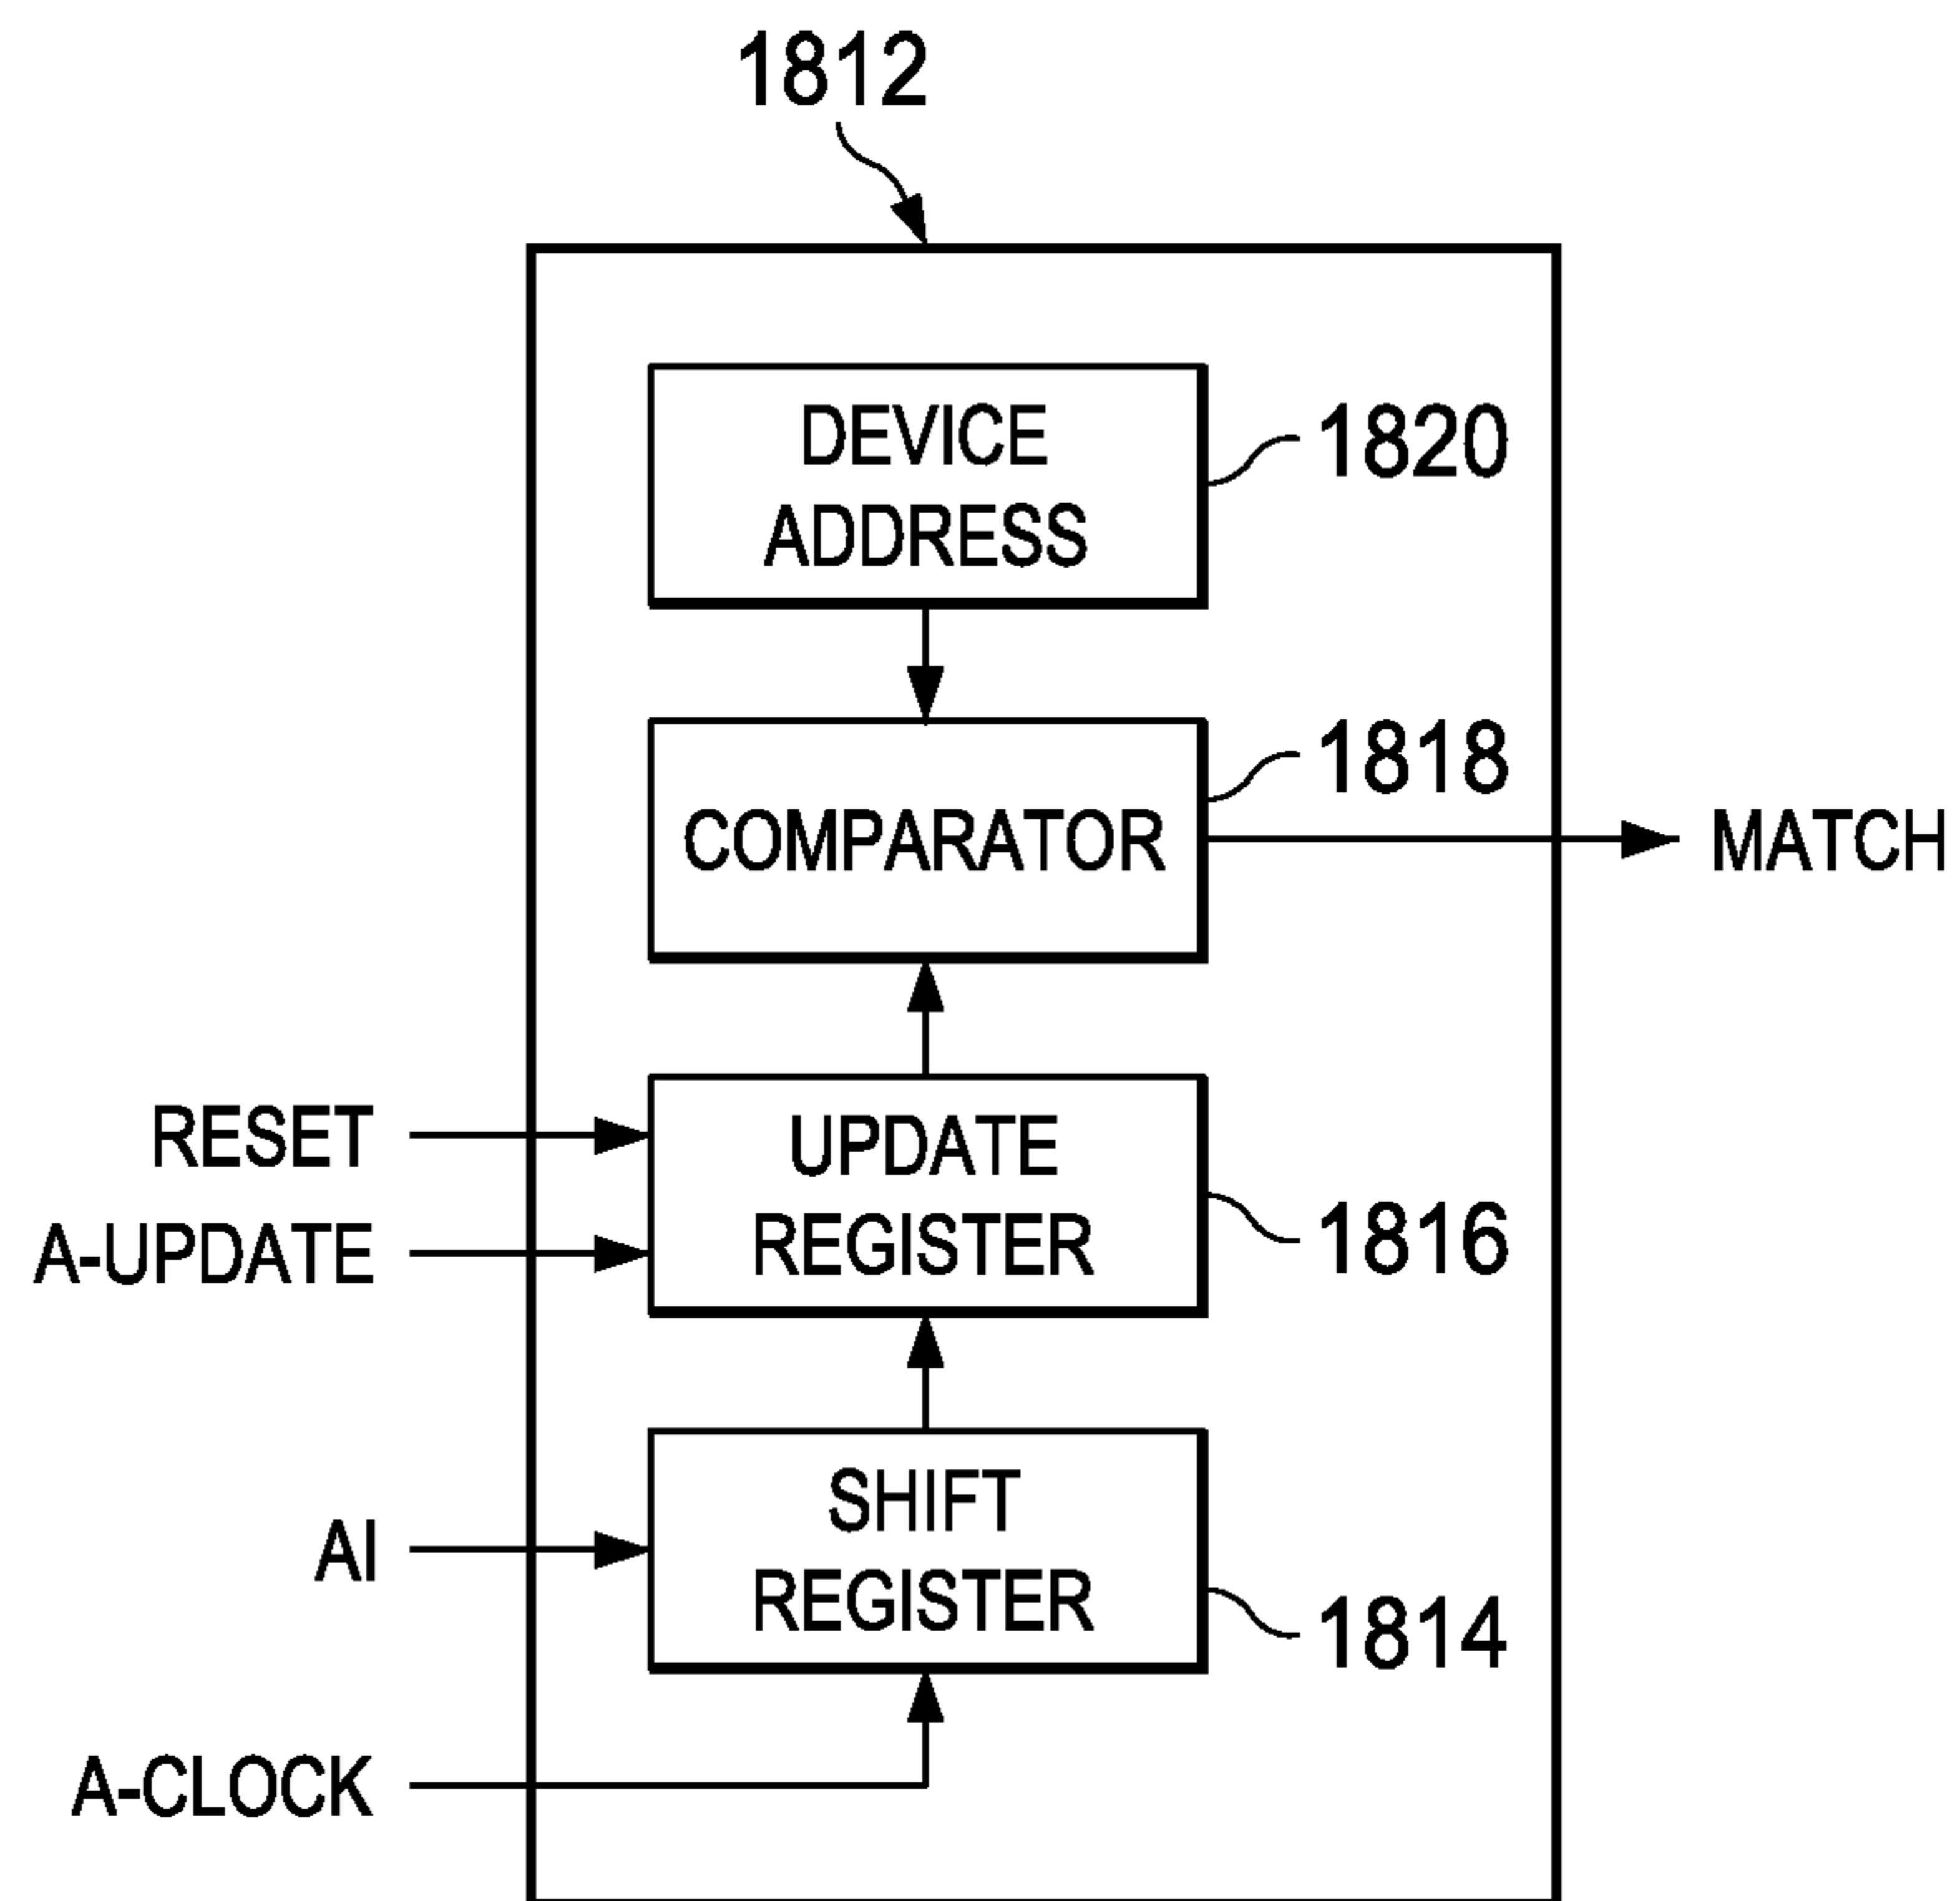 1812
DEVICE
ADDRESS
1820
COMPARATOR
1818
MATCH
RESET
A-UPDATE
UPDATE
REGISTER
1816
AI
SHIFT
REGISTER
1814
A-CLOCK